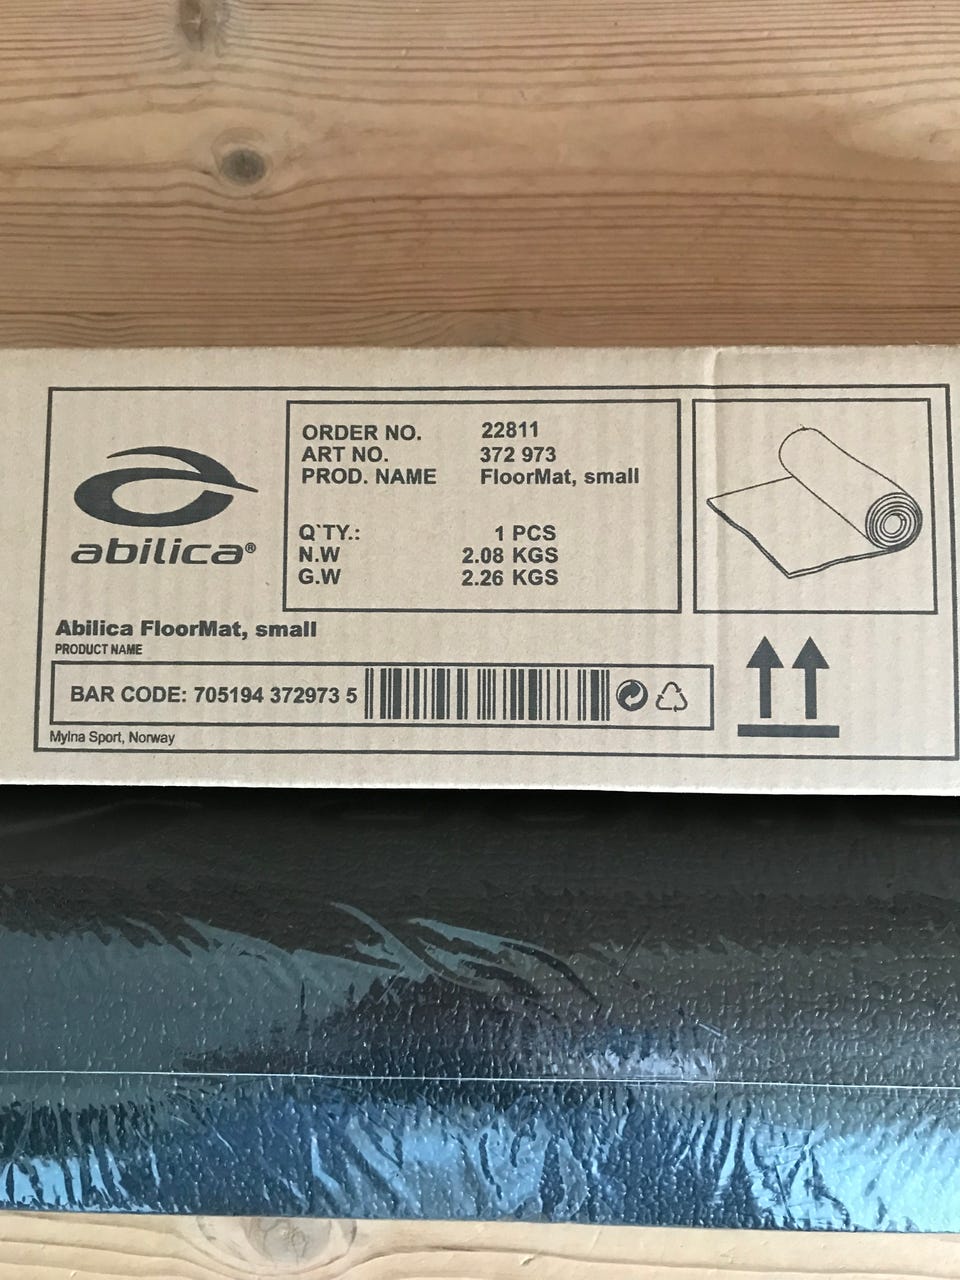 abilica®
ORDER NO. 22811
ART NO. 372 973
PROD. NAME FloorMat, small
Q`TY.: 1 PCS
N.W 2.08 KGS
G.W 2.26 KGS
Abilica FloorMat, small
PRODUCT NAME
BAR CODE: 705194 372973 5
Mylna Sport, Norway